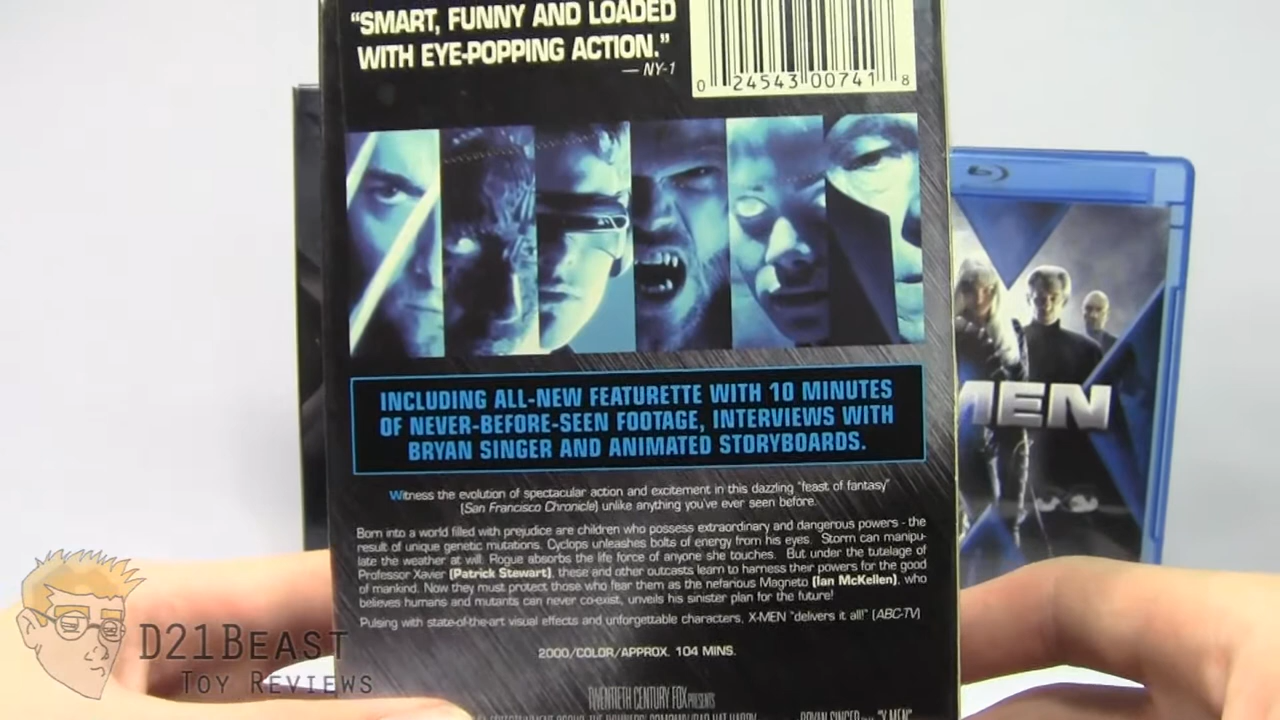 "SMART, FUNNY AND LOADED
WITH EYE-POPPING ACTION."
— NY-1
0 24543 00741 8
INCLUDING ALL-NEW FEATURETTE WITH 10 MINUTES
OF NEVER-BEFORE-SEEN FOOTAGE, INTERVIEWS WITH
BRYAN SINGER AND ANIMATED STORYBOARDS.
Witness the evolution of spectacular action and excitement in this dazzling "feast of fantasy"
(San Francisco Chronicle) unlike anything you've ever seen before.
Born into a world filled with prejudice are children who possess extraordinary and dangerous powers - the
result of unique genetic mutations. Cyclops unleashes bolts of energy from his eyes. Storm can manipu-
late the weather at will. Rogue absorbs the life force of anyone she touches. But under the tutelage of
Professor Xavier (Patrick Stewart), these and other outcasts learn to harness their powers for the good
of mankind. Now they must protect those who fear them as the nefarious Magneto (Ian McKellen), who
believes humans and mutants can never co-exist, unveils his sinister plan for the future!
Pulsing with state-of-the-art visual effects and unforgettable characters, X-MEN "delivers it all!" (ABC-TV)
2000/COLOR/APPROX. 104 MINS.
TWENTIETH CENTURY FOX PRESENTS
BRYAN SINGER "X-MEN"
MEN
D21BEAST
TOY REVIEWS